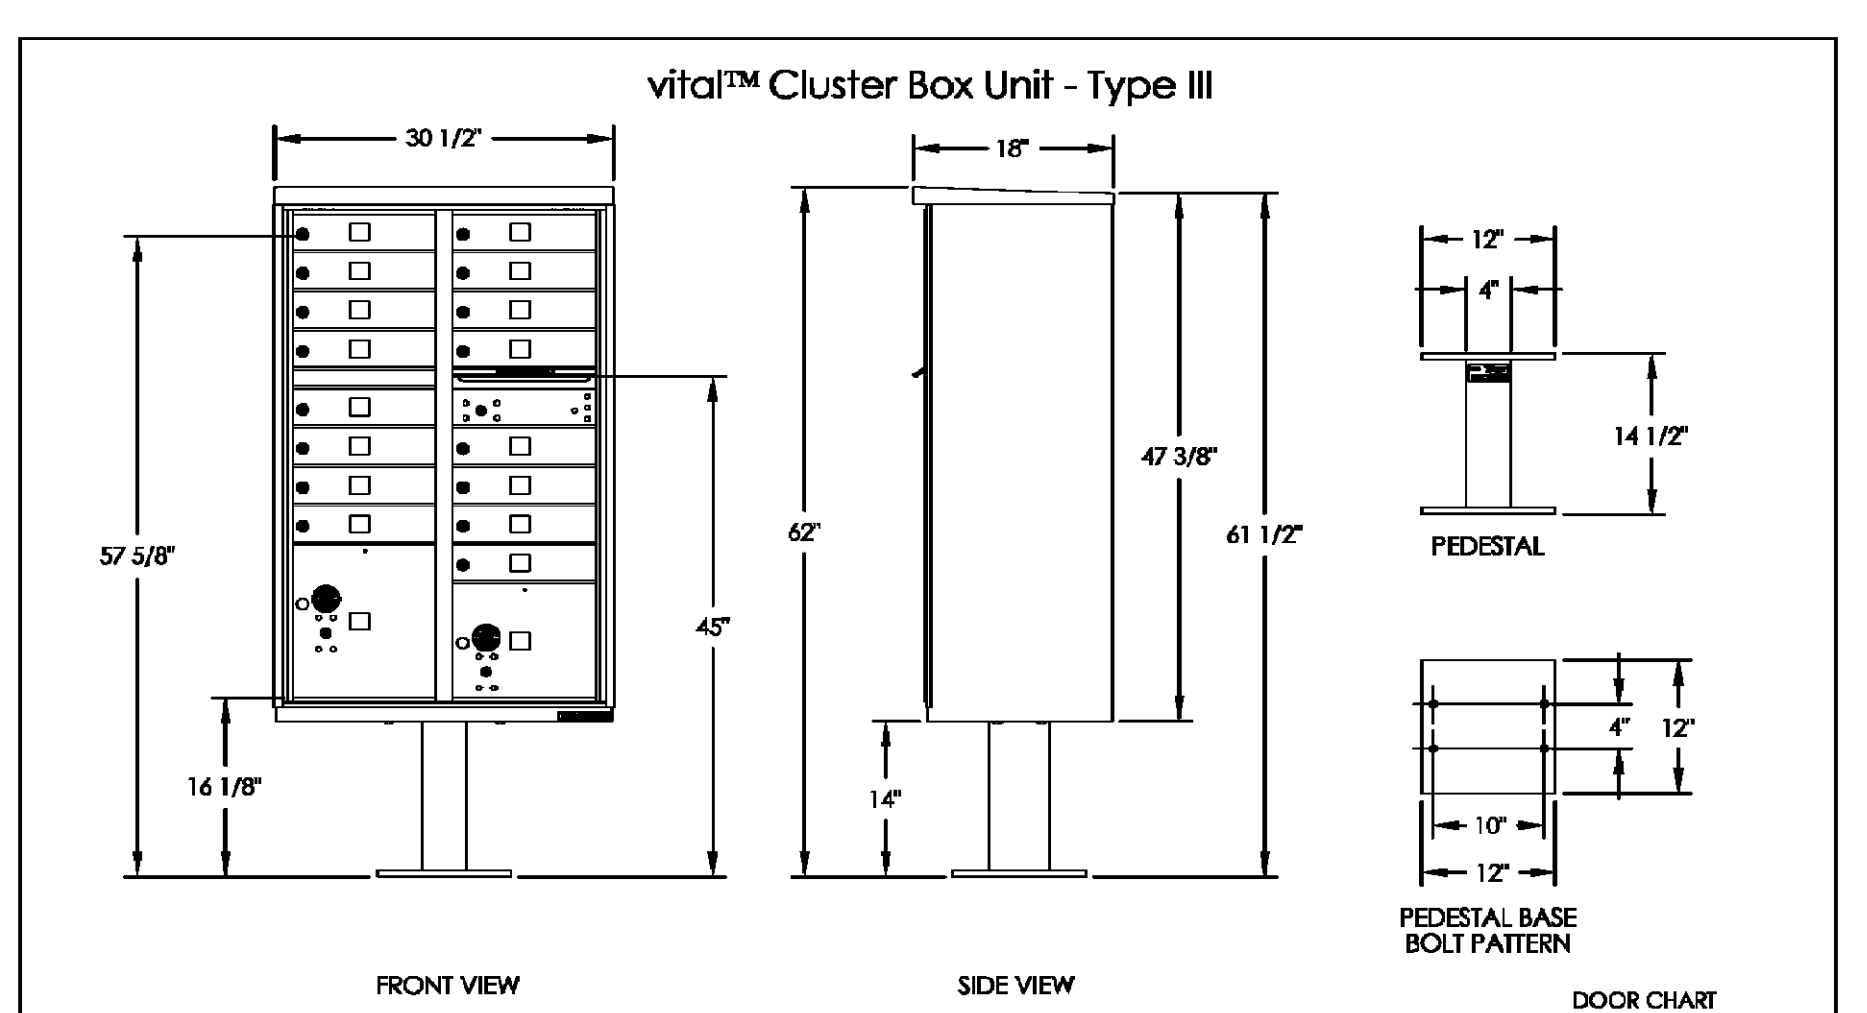 vital™ Cluster Box Unit - Type III
30 1/2"
18"
12"
4"
14 1/2"
47 3/8"
62"
61 1/2"
PEDESTAL
57 5/8"
45"
16 1/8"
14"
4"
12"
10"
12"
PEDESTAL BASE
BOLT PATTERN
FRONT VIEW
SIDE VIEW
DOOR CHART